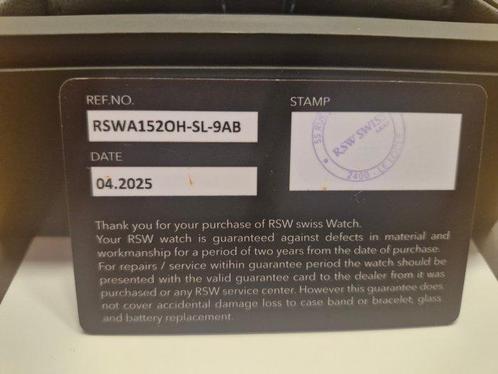 REF.NO.
STAMP
RSWA152OH-SL-9AB
RSW SWISS
2400 - LE LOCLE
DATE
04.2025
Thank you for your purchase of RSW swiss Watch.
Your RSW watch is guaranteed against defects in material and
workmanship for a period of two years from the date of purchase.
For repairs / service witihin guarantee period the watch should be
presented with the valid guarantee card to the dealer from it was
purchased or any RSW service center. However this guarantee does
not cover accidental damage loss to case band or bracelet, glass
and battery replacement.